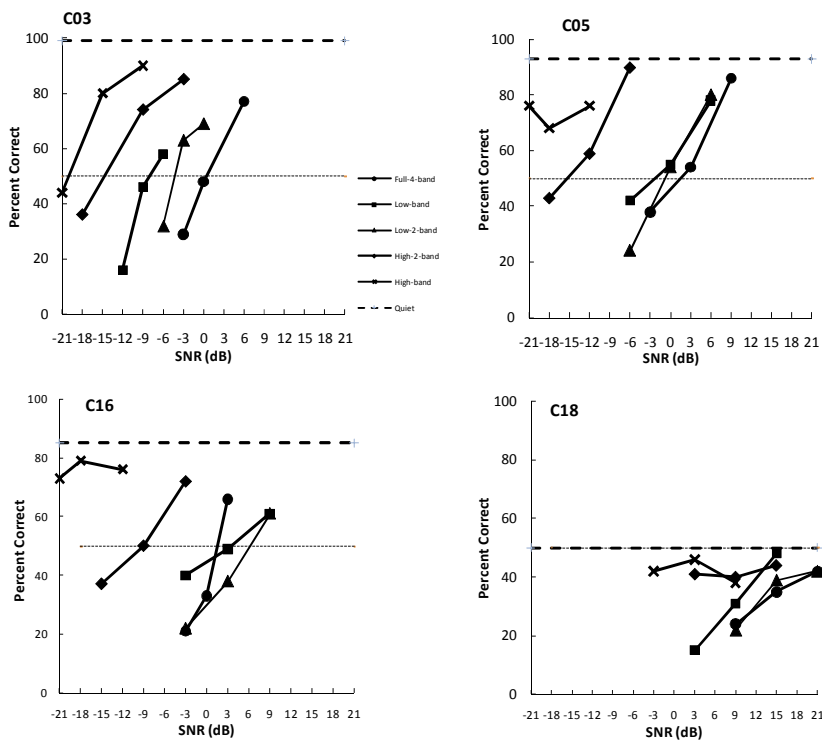 C03
100
80
60
40
20
0
Percent Correct
-21 -18 -15 -12 -9 -6 -3 0 3 6 9 12 15 18 21
SNR (dB)
Full-4-band
Low-band
Low-2-band
High-2-band
High-band
Quiet
C05
100
80
60
40
20
0
Percent Correct
-21 -18 -15 -12 -9 -6 -3 0 3 6 9 12 15 18 21
SNR (dB)
C16
100
80
60
40
20
0
Percent Correct
-21 -18 -15 -12 -9 -6 -3 0 3 6 9 12 15 18 21
SNR (dB)
C18
100
80
60
40
20
0
Percent Correct
-21 -18 -15 -12 -9 -6 -3 0 3 6 9 12 15 18 21
SNR (dB)